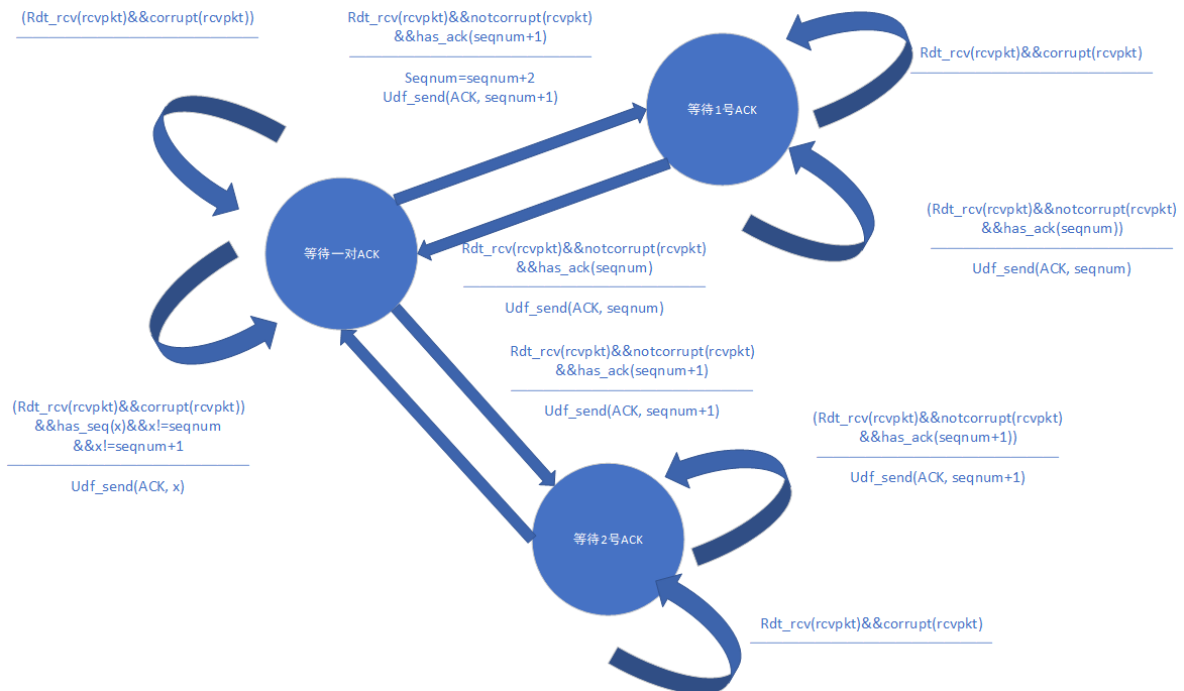 (Rdt_rcv(rcvpkt)&&corrupt(rcvpkt))
Rdt_rcv(rcvpkt)&&notcorrupt(rcvpkt)
&&has_ack(seqnum+1)
Seqnum=seqnum+2
Udf_send(ACK, seqnum+1)
等待1号ACK
Rdt_rcv(rcvpkt)&&corrupt(rcvpkt)
(Rdt_rcv(rcvpkt)&&notcorrupt(rcvpkt)
&&has_ack(seqnum))
Udf_send(ACK, seqnum)
等待一对ACK
Rdt_rcv(rcvpkt)&&notcorrupt(rcvpkt)
&&has_ack(seqnum)
Udf_send(ACK, seqnum)
Rdt_rcv(rcvpkt)&&notcorrupt(rcvpkt)
&&has_ack(seqnum+1)
Udf_send(ACK, seqnum+1)
(Rdt_rcv(rcvpkt)&&corrupt(rcvpkt))
&&has_seq(x)&&x!=seqnum
&&x!=seqnum+1
Udf_send(ACK, x)
(Rdt_rcv(rcvpkt)&&notcorrupt(rcvpkt)
&&has_ack(seqnum+1))
Udf_send(ACK, seqnum+1)
等待2号ACK
Rdt_rcv(rcvpkt)&&corrupt(rcvpkt)